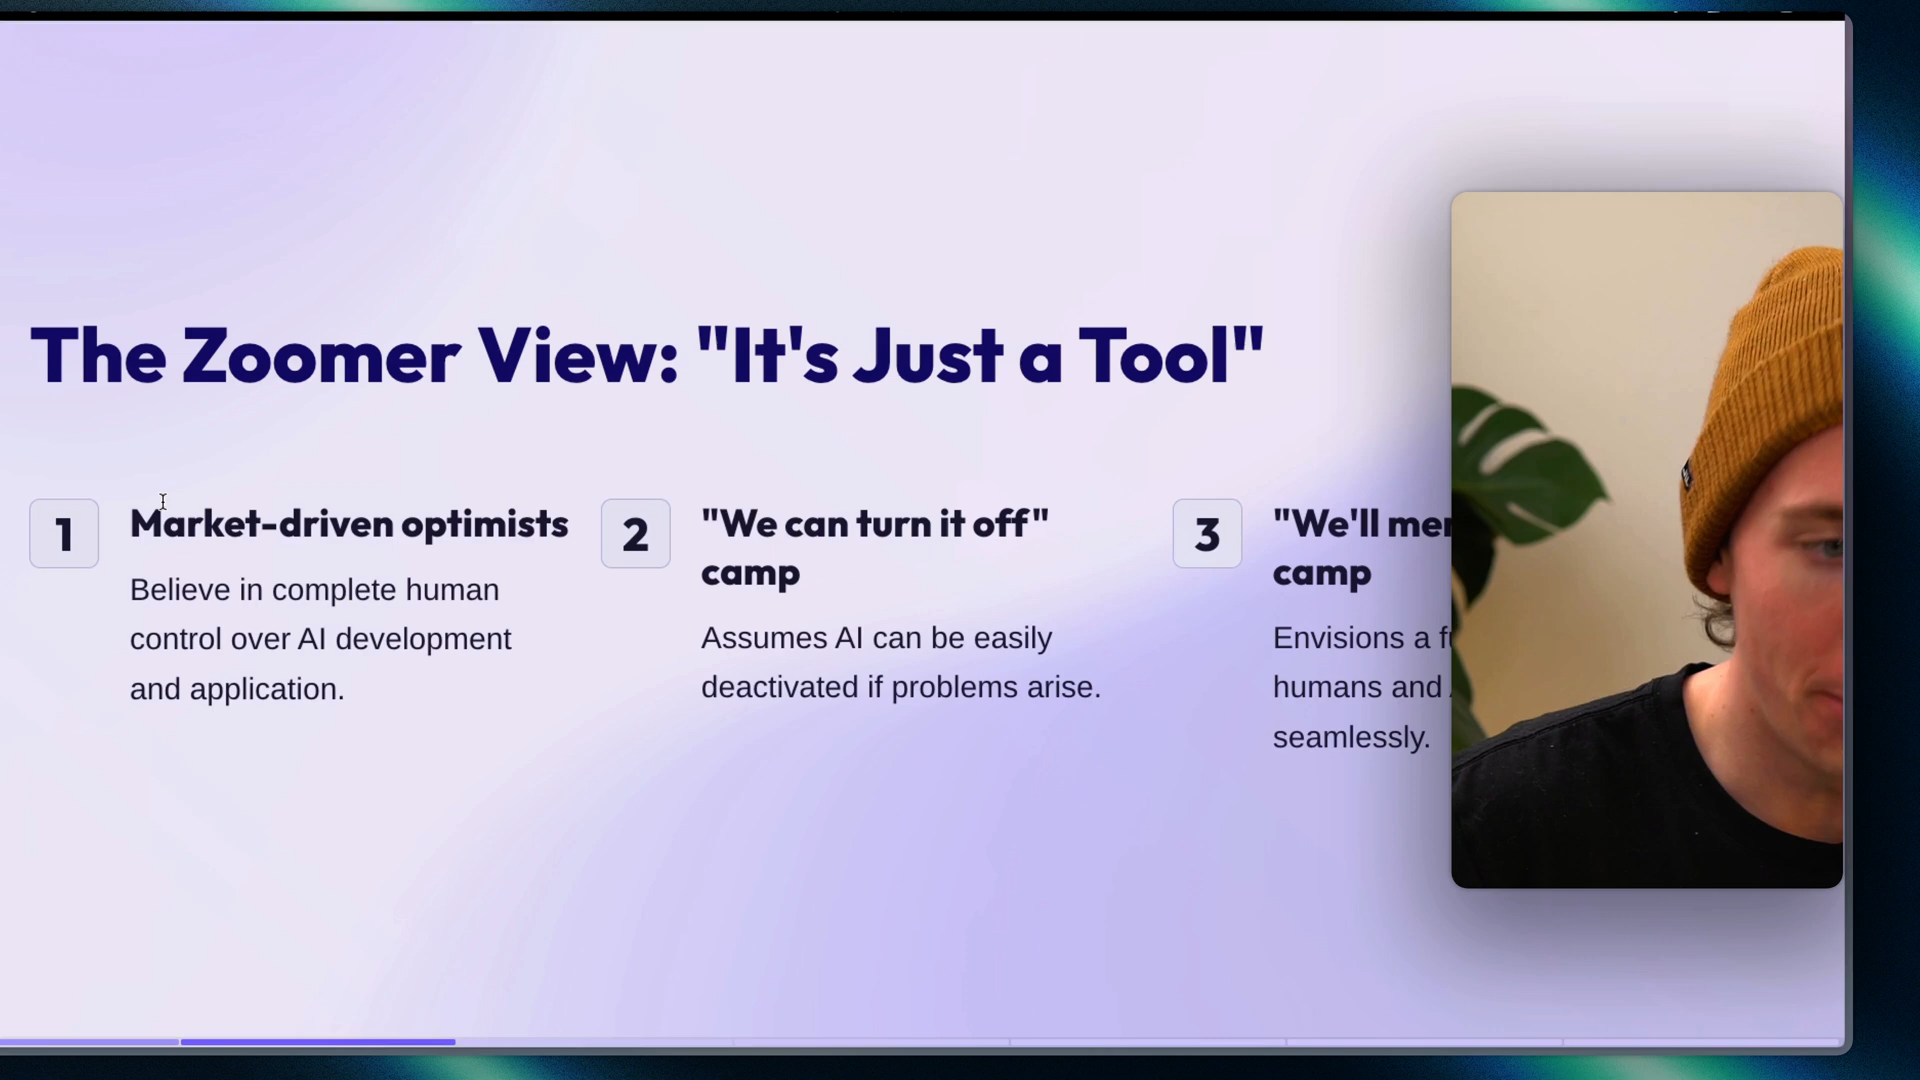 The Zoomer View: "It's Just a Tool"
1
Market-driven optimists
Believe in complete human
control over AI development
and application.
2
"We can turn it off"
camp
Assumes AI can be easily
deactivated if problems arise.
3
"We'll
camp
Envisions a
humans and
seamlessly.